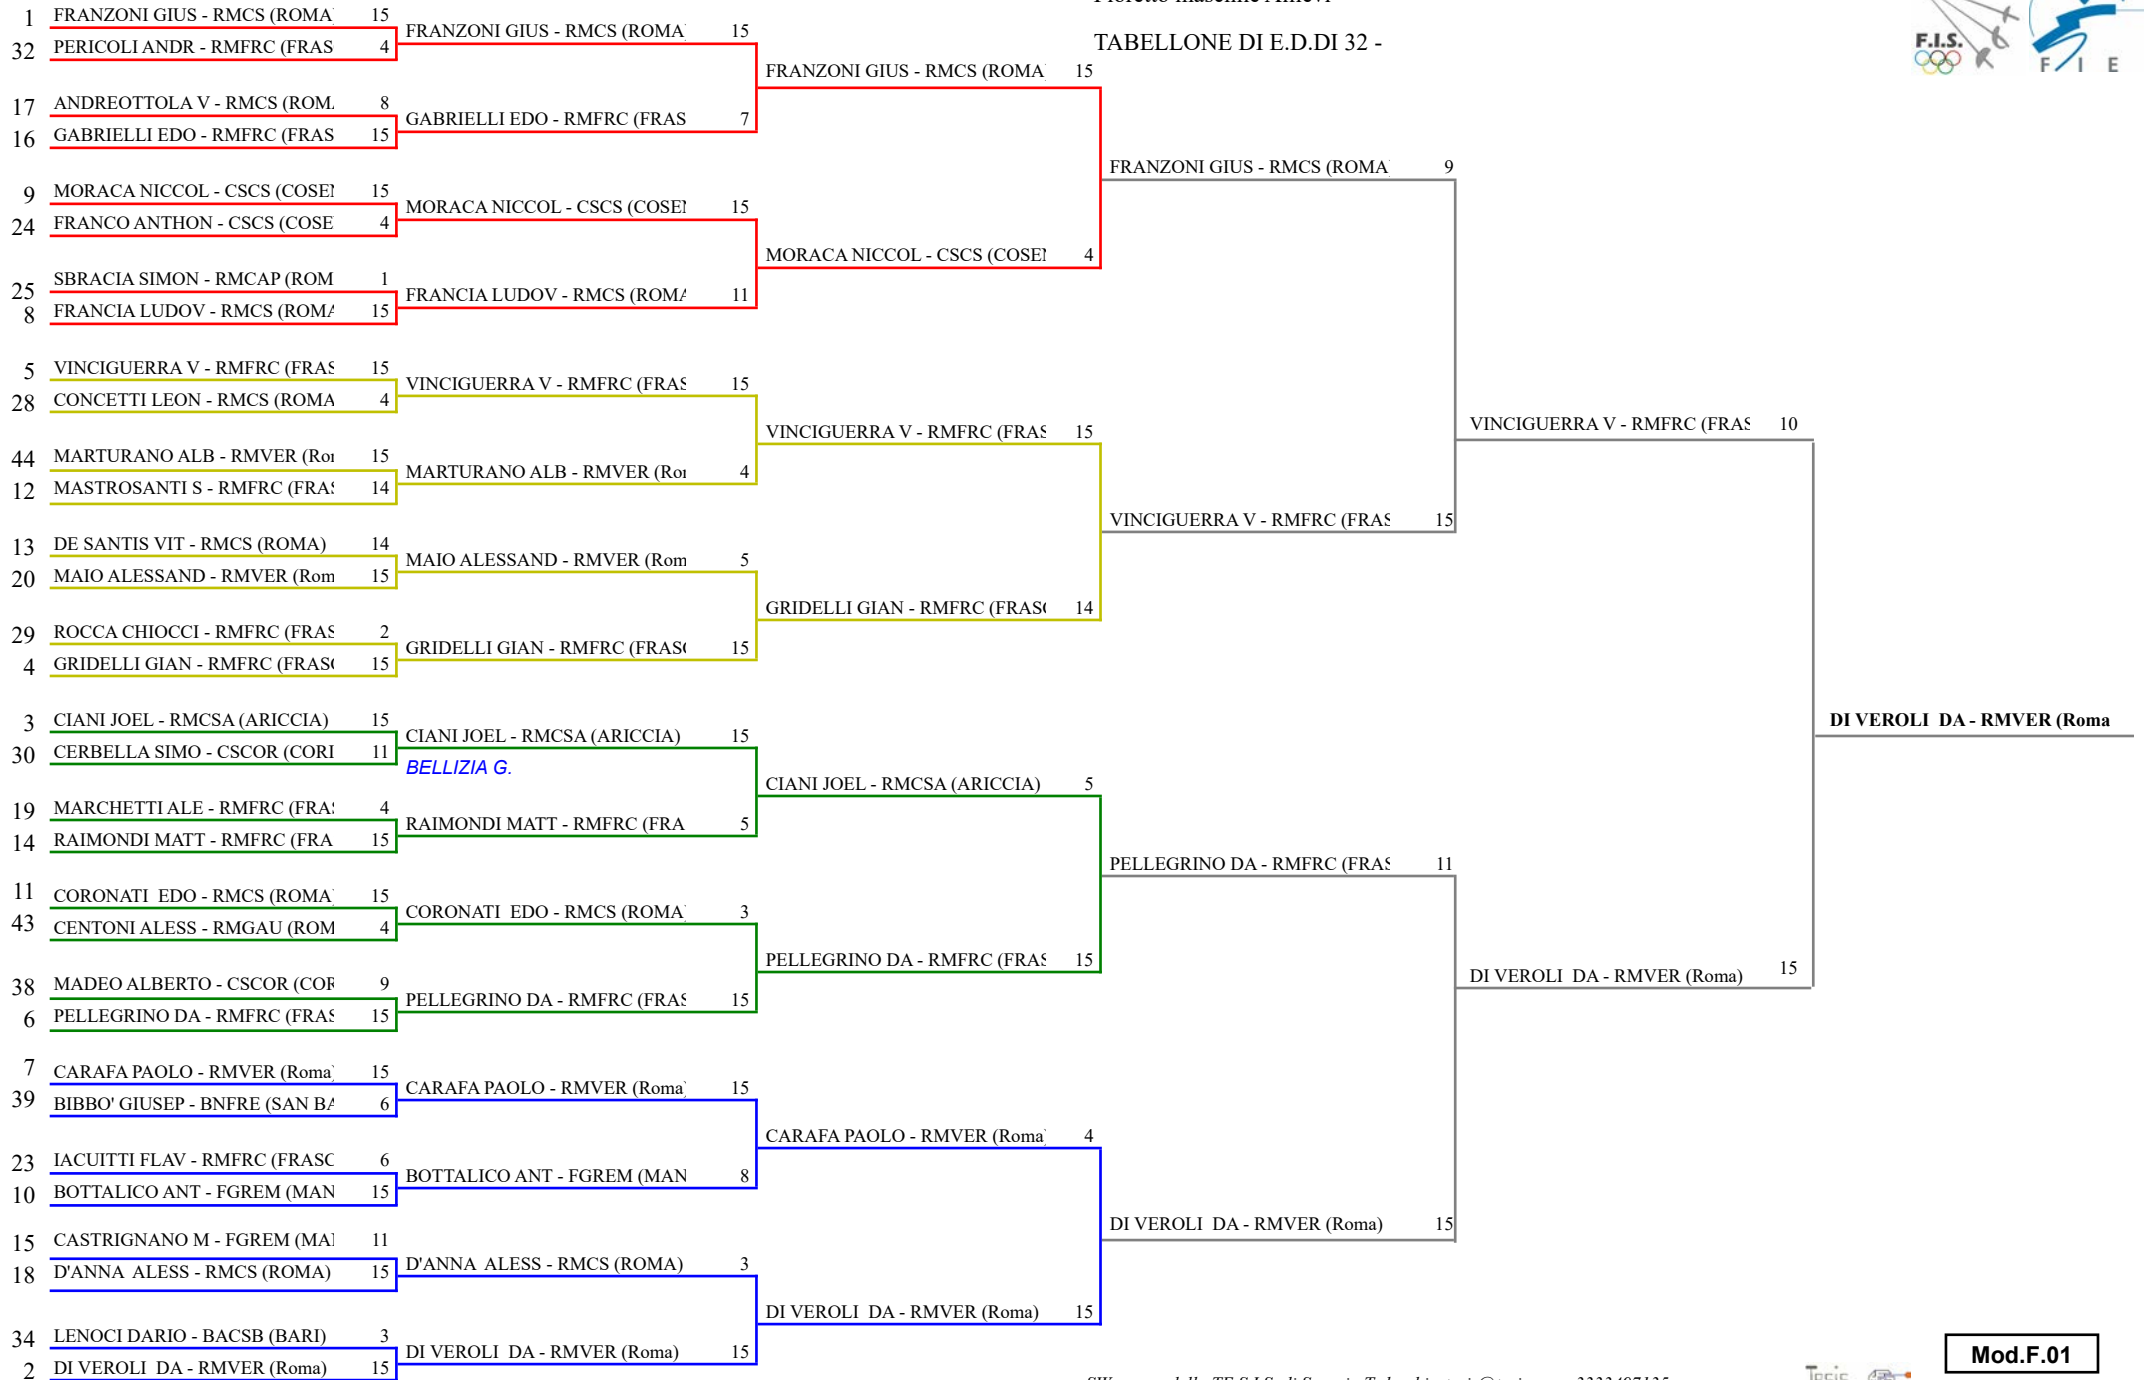 Fioretto maschile Allievi
TABELLONE DI E.D.DI 32 -
F.I.S.
F I E
1 FRANZONI GIUS - RMCS (ROMA) 15
32 PERICOLI ANDR - RMFRC (FRAS 4
17 ANDREOTTOLA V - RMCS (ROM. 8
16 GABRIELLI EDO - RMFRC (FRAS 15
9 MORACA NICCOL - CSCS (COSEN 15
24 FRANCO ANTHON - CSCS (COSE 4
25 SBRACIA SIMON - RMCAP (ROM 1
8 FRANCIA LUDOV - RMCS (ROMA 15
5 VINCIGUERRA V - RMFRC (FRAS 15
28 CONCETTI LEON - RMCS (ROMA 4
44 MARTURANO ALB - RMVER (Ror 15
12 MASTROSANTI S - RMFRC (FRAS 14
13 DE SANTIS VIT - RMCS (ROMA) 14
20 MAIO ALESSAND - RMVER (Rom 15
29 ROCCA CHIOCCI - RMFRC (FRAS 2
4 GRIDELLI GIAN - RMFRC (FRASC 15
3 CIANI JOEL - RMCSA (ARICCIA) 15
30 CERBELLA SIMO - CSCOR (CORI 11
19 MARCHETTI ALE - RMFRC (FRAS 4
14 RAIMONDI MATT - RMFRC (FRA 15
11 CORONATI EDO - RMCS (ROMA) 15
43 CENTONI ALESS - RMGAU (ROM 4
38 MADEO ALBERTO - CSCOR (COR 9
6 PELLEGRINO DA - RMFRC (FRAS 15
7 CARAFA PAOLO - RMVER (Roma) 15
39 BIBBO' GIUSEP - BNFRE (SAN BA 6
23 IACUITTI FLAV - RMFRC (FRASC 6
10 BOTTALICO ANT - FGREM (MAN 15
15 CASTRIGNANO M - FGREM (MAI 11
18 D'ANNA ALESS - RMCS (ROMA) 15
34 LENOCI DARIO - BACSB (BARI) 3
2 DI VEROLI DA - RMVER (Roma) 15
FRANZONI GIUS - RMCS (ROMA) 15
GABRIELLI EDO - RMFRC (FRAS 7
MORACA NICCOL - CSCS (COSEN 15
FRANCIA LUDOV - RMCS (ROMA 11
VINCIGUERRA V - RMFRC (FRAS 15
MARTURANO ALB - RMVER (Ror 4
MAIO ALESSAND - RMVER (Rom 5
GRIDELLI GIAN - RMFRC (FRASC 15
CIANI JOEL - RMCSA (ARICCIA) 15
BELLIZIA G.
RAIMONDI MATT - RMFRC (FRA 5
CORONATI EDO - RMCS (ROMA) 3
PELLEGRINO DA - RMFRC (FRAS 15
CARAFA PAOLO - RMVER (Roma) 15
BOTTALICO ANT - FGREM (MAN 8
D'ANNA ALESS - RMCS (ROMA) 3
DI VEROLI DA - RMVER (Roma) 15
FRANZONI GIUS - RMCS (ROMA) 15
MORACA NICCOL - CSCS (COSEN 4
VINCIGUERRA V - RMFRC (FRAS 15
GRIDELLI GIAN - RMFRC (FRASC 14
CIANI JOEL - RMCSA (ARICCIA) 5
PELLEGRINO DA - RMFRC (FRAS 15
CARAFA PAOLO - RMVER (Roma) 4
DI VEROLI DA - RMVER (Roma) 15
FRANZONI GIUS - RMCS (ROMA) 9
VINCIGUERRA V - RMFRC (FRAS 15
PELLEGRINO DA - RMFRC (FRAS 11
DI VEROLI DA - RMVER (Roma) 15
VINCIGUERRA V - RMFRC (FRAS 10
DI VEROLI DA - RMVER (Roma) 15
DI VEROLI DA - RMVER (Roma
Mod.F.01